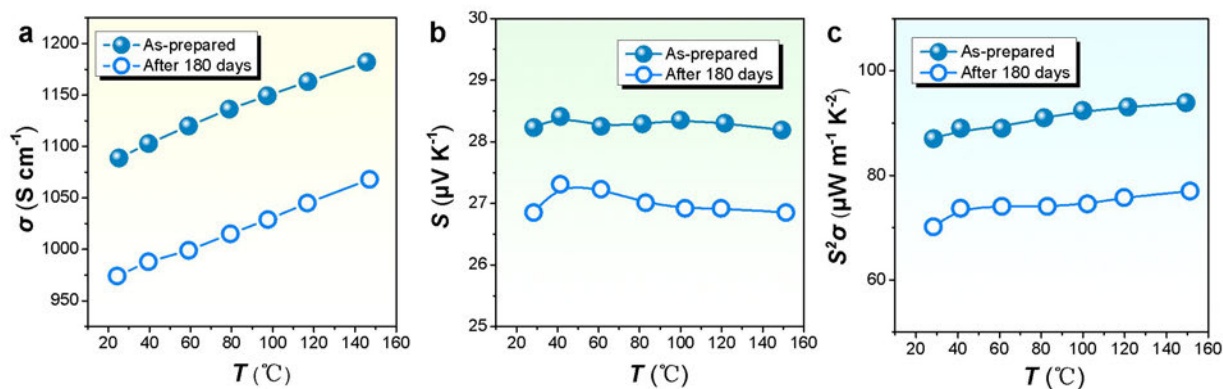 a
As-prepared
After 180 days
1200
1150
1100
1050
1000
950
σ (S cm⁻¹)
20 40 60 80 100 120 140 160
T (℃)
b
As-prepared
After 180 days
30
29
28
27
26
25
S (μV K⁻¹)
20 40 60 80 100 120 140 160
T (℃)
c
As-prepared
After 180 days
100
80
60
S²σ (μW m⁻¹ K⁻²)
20 40 60 80 100 120 140 160
T (℃)